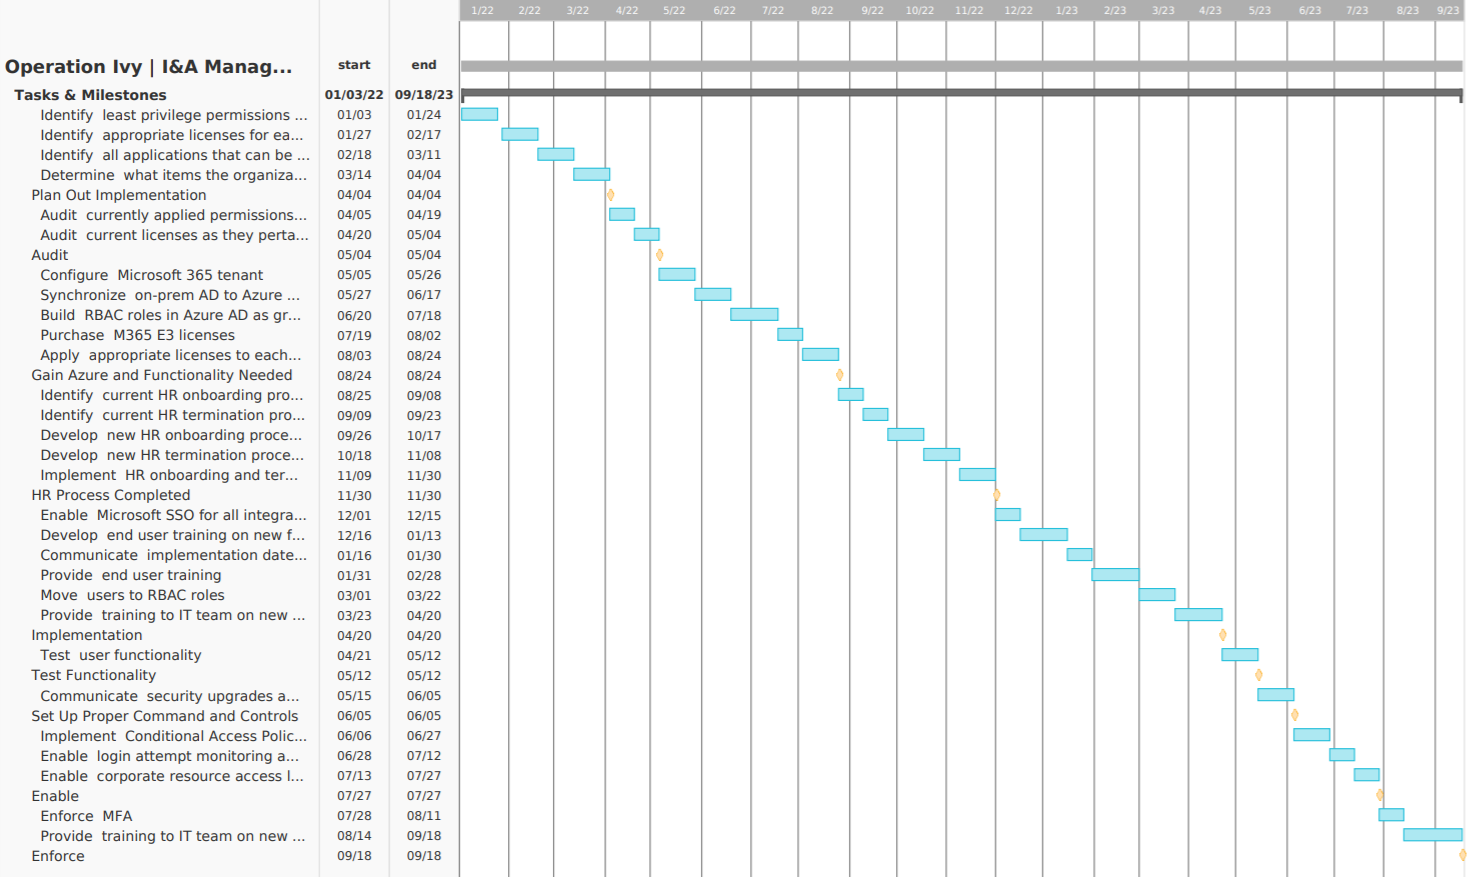 1/22 2/22 3/22 4/22 5/22 6/22 7/22 8/22 9/22 10/22 11/22 12/22 1/23 2/23 3/23 4/23 5/23 6/23 7/23 8/23 9/23
Operation Ivy | I&A Manag... start end
Tasks & Milestones 01/03/22 09/18/23
Identify least privilege permissions ... 01/03 01/24
Identify appropriate licenses for ea... 01/27 02/17
Identify all applications that can be ... 02/18 03/11
Determine what items the organiza... 03/14 04/04
Plan Out Implementation 04/04 04/04
Audit currently applied permissions... 04/05 04/19
Audit current licenses as they perta... 04/20 05/04
Audit 05/04 05/04
Configure Microsoft 365 tenant 05/05 05/26
Synchronize on-prem AD to Azure ... 05/27 06/17
Build RBAC roles in Azure AD as gr... 06/20 07/18
Purchase M365 E3 licenses 07/19 08/02
Apply appropriate licenses to each... 08/03 08/24
Gain Azure and Functionality Needed 08/24 08/24
Identify current HR onboarding pro... 08/25 09/08
Identify current HR termination pro... 09/09 09/23
Develop new HR onboarding proce... 09/26 10/17
Develop new HR termination proce... 10/18 11/08
Implement HR onboarding and ter... 11/09 11/30
HR Process Completed 11/30 11/30
Enable Microsoft SSO for all integra... 12/01 12/15
Develop end user training on new f... 12/16 01/13
Communicate implementation date... 01/16 01/30
Provide end user training 01/31 02/28
Move users to RBAC roles 03/01 03/22
Provide training to IT team on new ... 03/23 04/20
Implementation 04/20 04/20
Test user functionality 04/21 05/12
Test Functionality 05/12 05/12
Communicate security upgrades a... 05/15 06/05
Set Up Proper Command and Controls 06/05 06/05
Implement Conditional Access Polic... 06/06 06/27
Enable login attempt monitoring a... 06/28 07/12
Enable corporate resource access l... 07/13 07/27
Enable 07/27 07/27
Enforce MFA 07/28 08/11
Provide training to IT team on new ... 08/14 09/18
Enforce 09/18 09/18